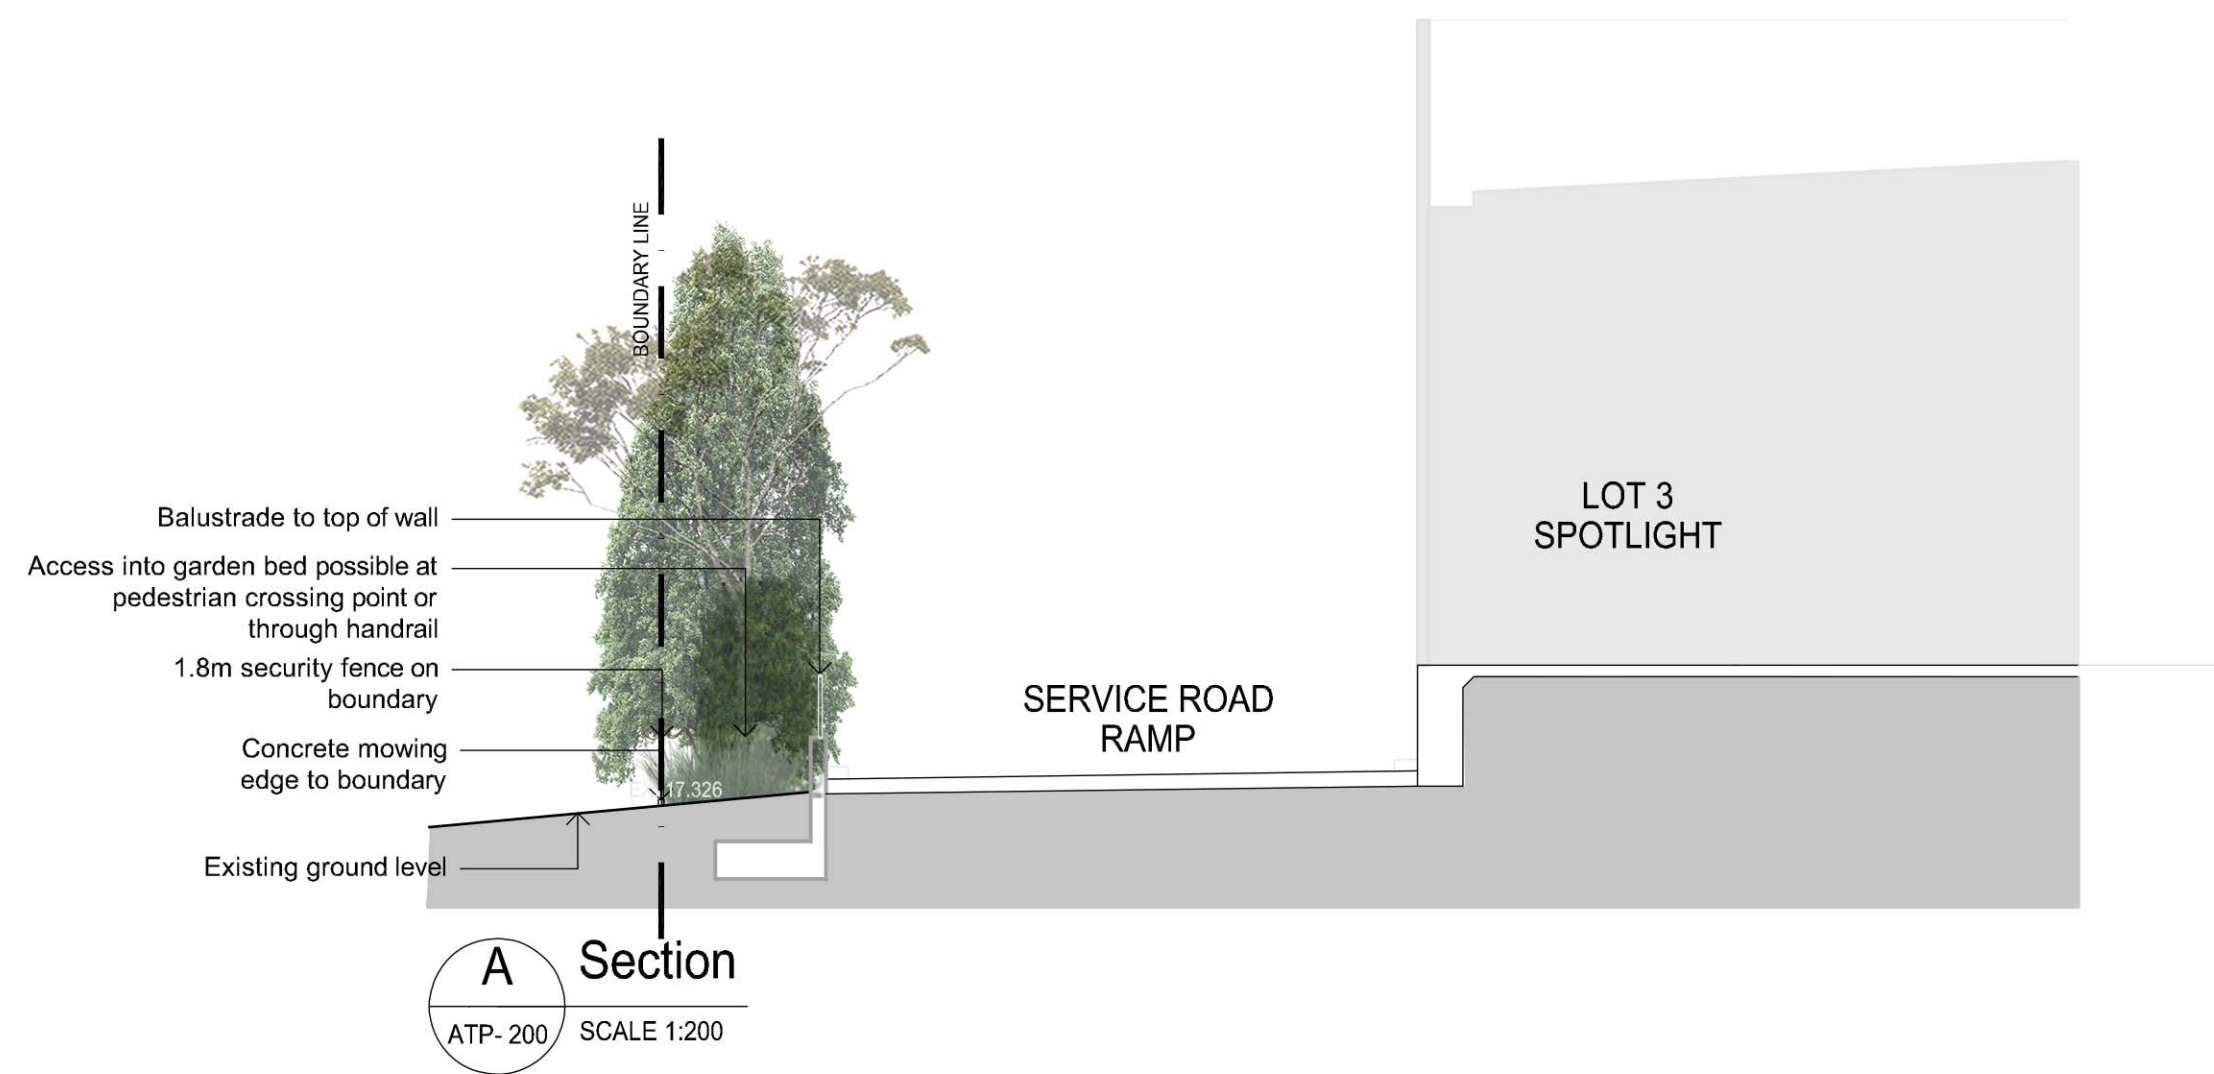 BOUNDARY LINE
Balustrade to top of wall
Access into garden bed possible at
pedestrian crossing point or
through handrail
1.8m security fence on
boundary
Concrete mowing
edge to boundary
17.326
Existing ground level
SERVICE ROAD
RAMP
LOT 3
SPOTLIGHT
A
Section
ATP- 200
SCALE 1:200